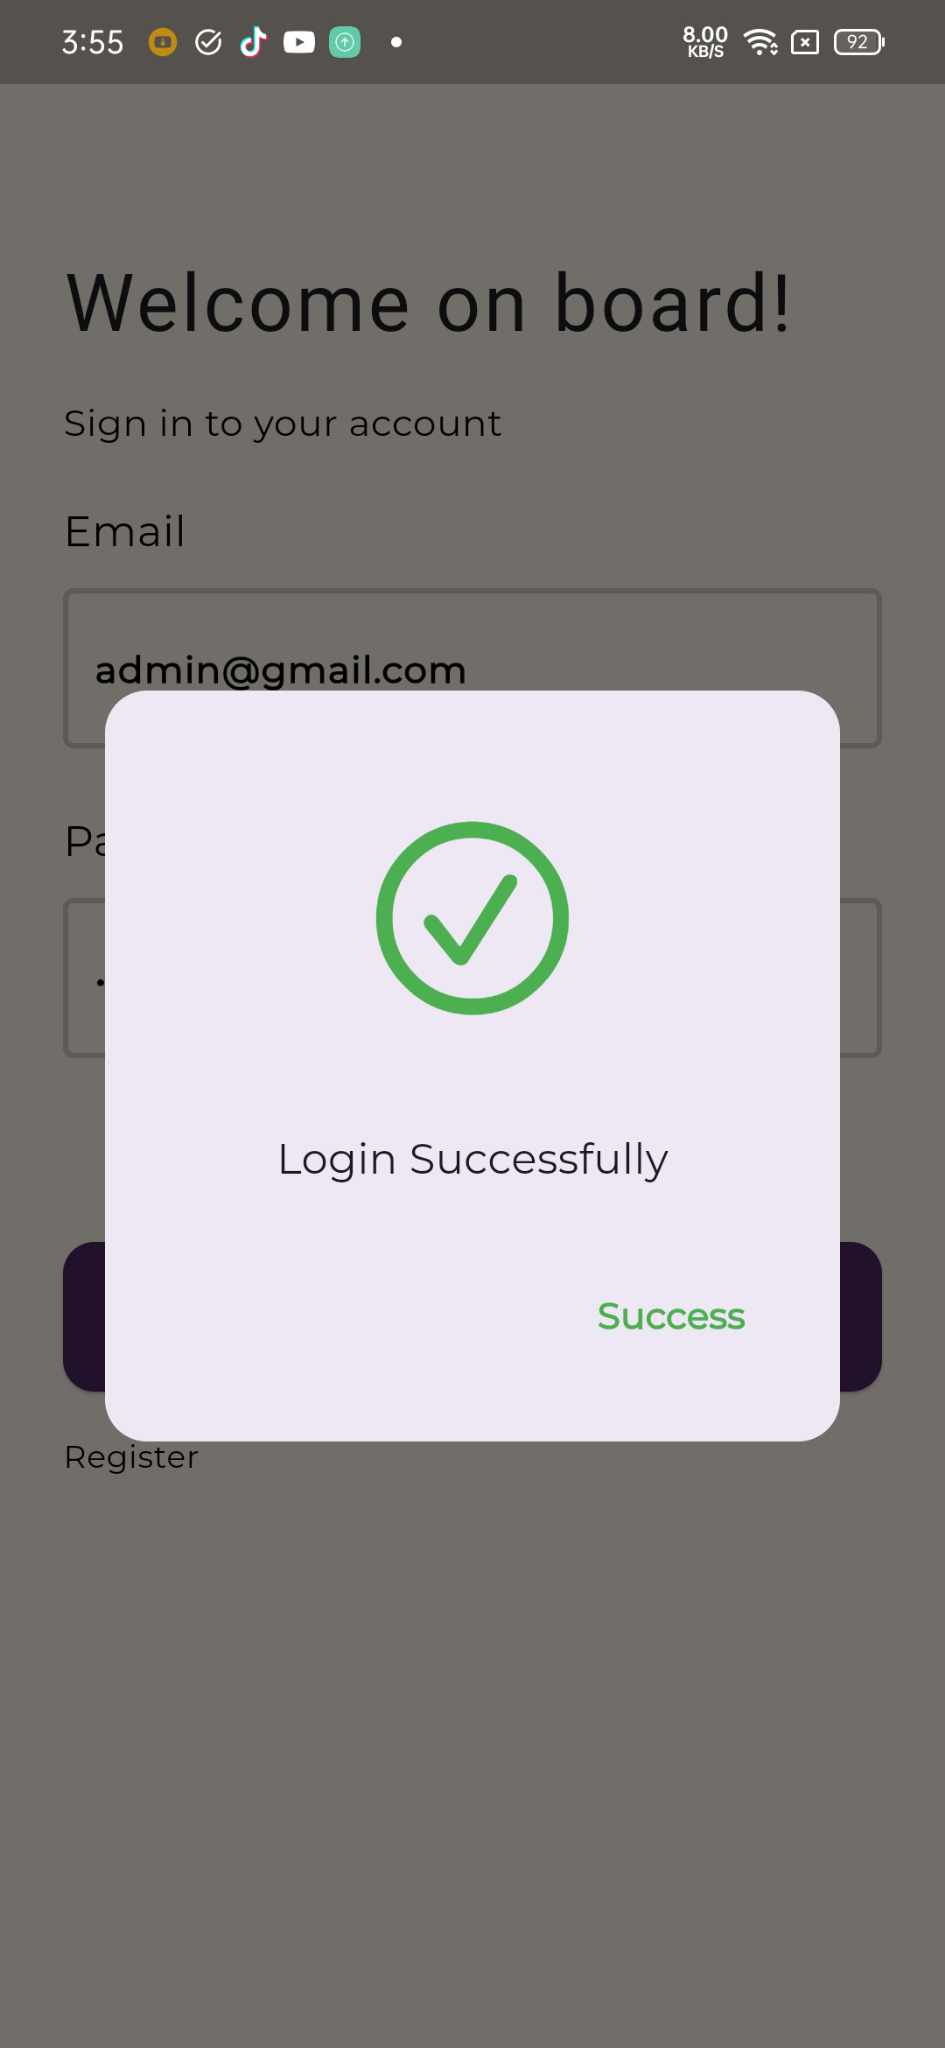 3:55
8.00
KB/S
92
Welcome on board!
Sign in to your account
Email
admin@gmail.com
Pa
Login Successfully
Success
Register